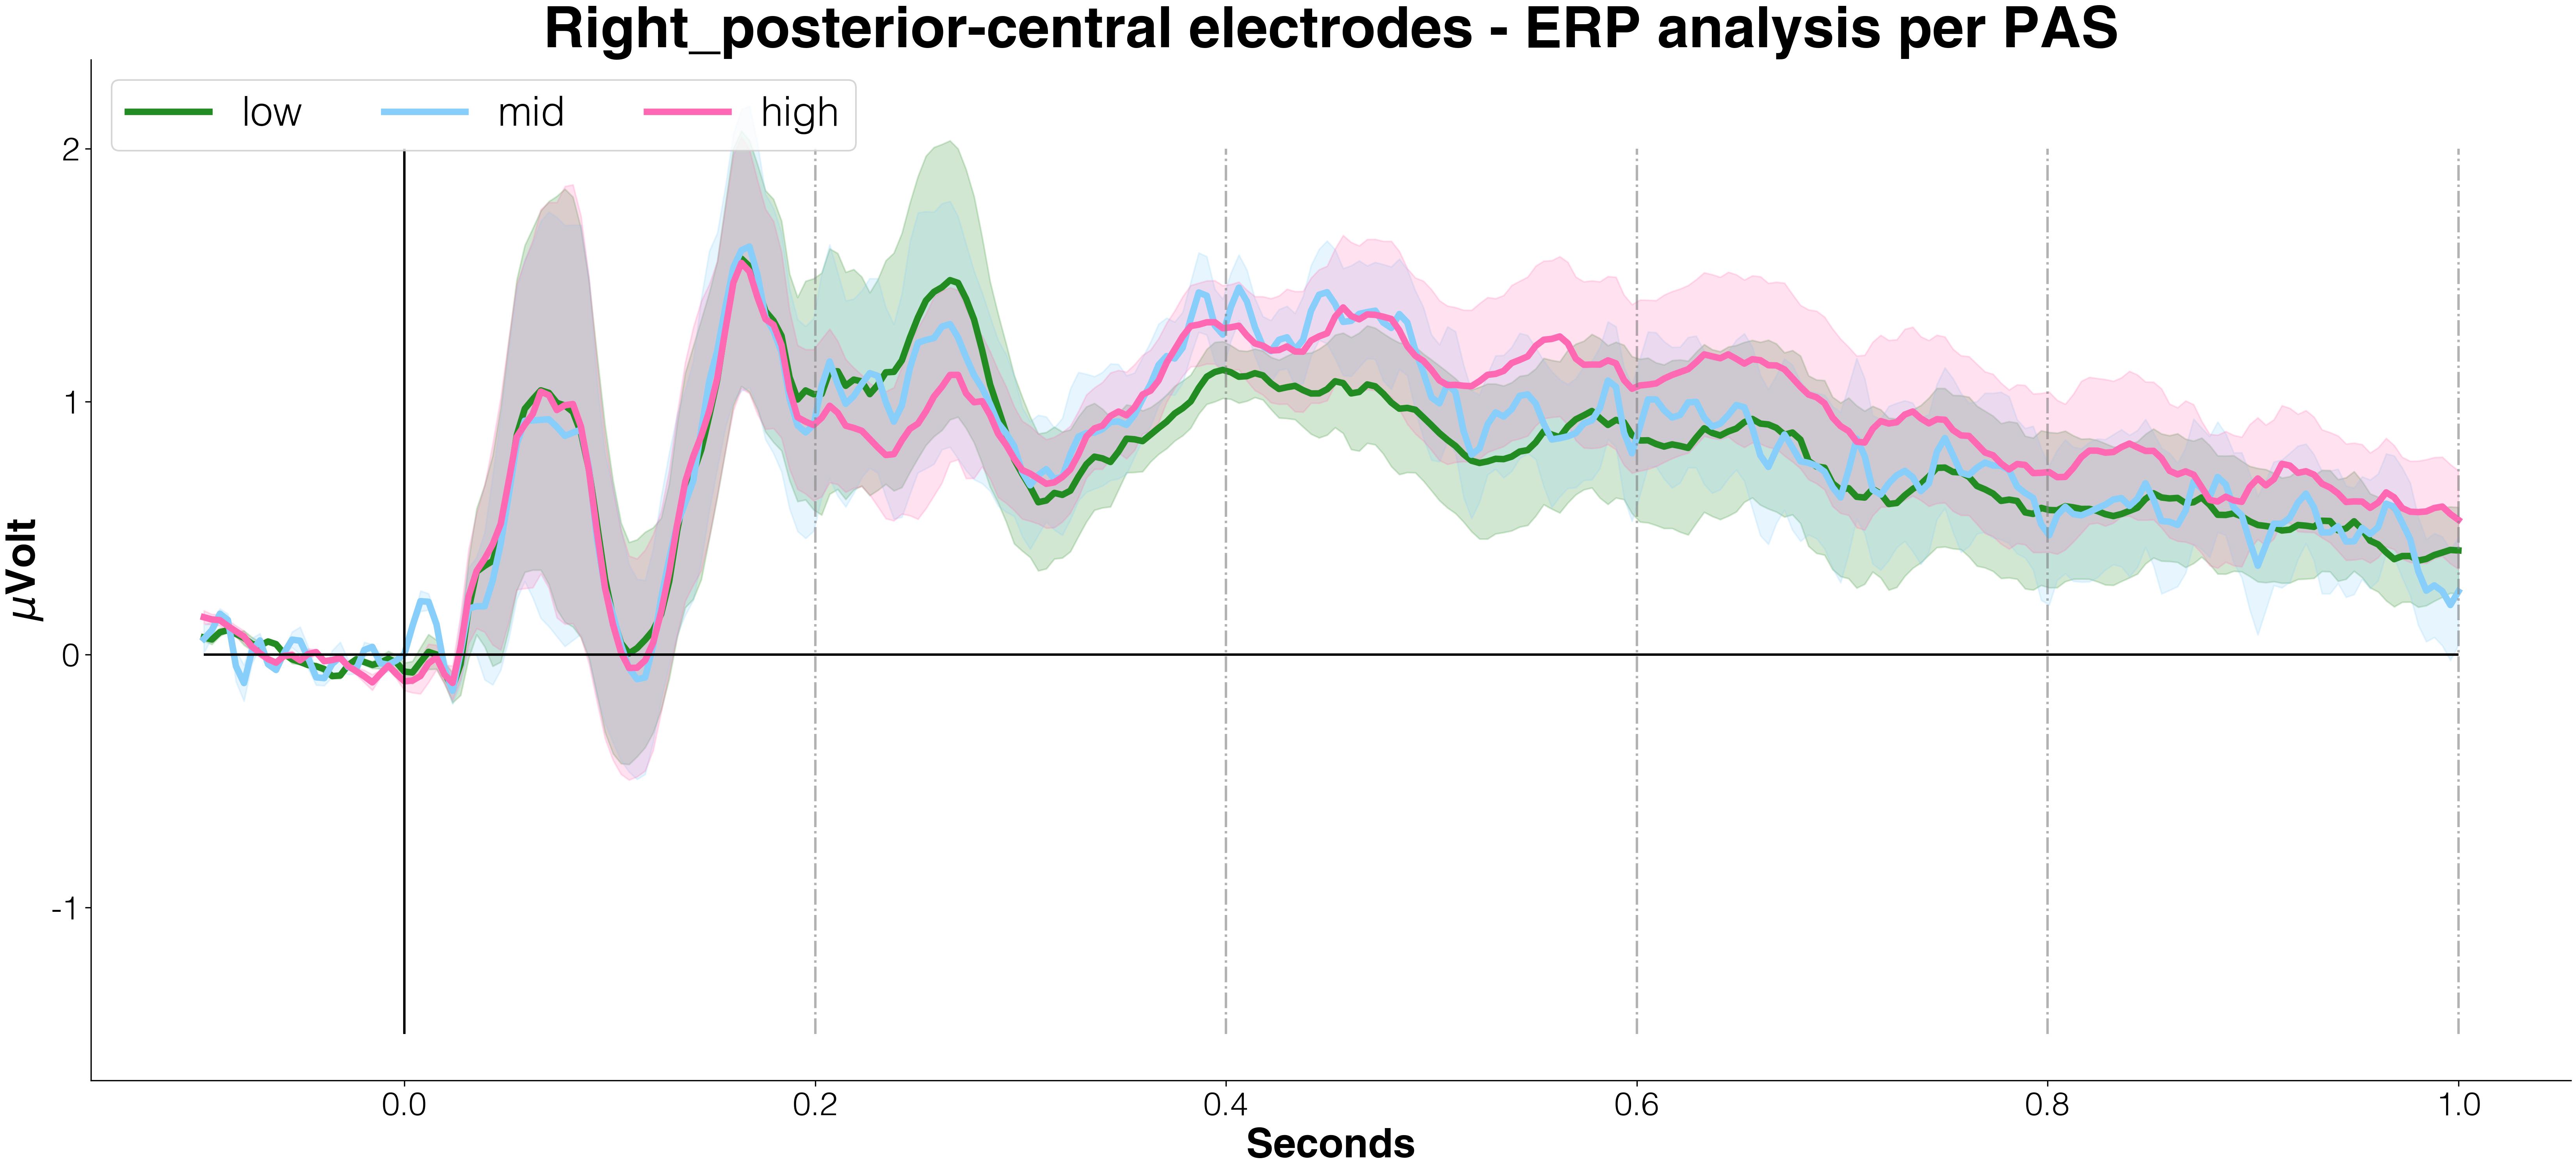 Right_posterior-central electrodes - ERP analysis per PAS
low mid high
2
1
0
-1
μVolt
0.0 0.2 0.4 0.6 0.8 1.0
Seconds